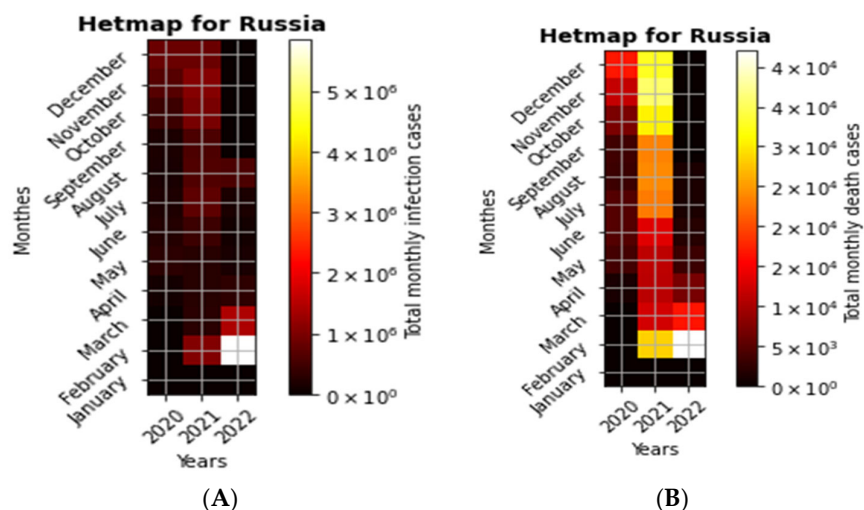 Hetmap for Russia
December
November
October
September
August
July
June
May
April
March
February
January
Monthes
2020
2021
2022
Years
5 × 10⁶
4 × 10⁶
3 × 10⁶
2 × 10⁶
1 × 10⁶
0 × 10⁰
Total monthly infection cases
(A)
Hetmap for Russia
December
November
October
September
August
July
June
May
April
March
February
January
Monthes
2020
2021
2022
Years
4 × 10⁴
4 × 10⁴
3 × 10⁴
2 × 10⁴
2 × 10⁴
2 × 10⁴
1 × 10⁴
5 × 10³
0 × 10⁰
Total monthly death cases
(B)